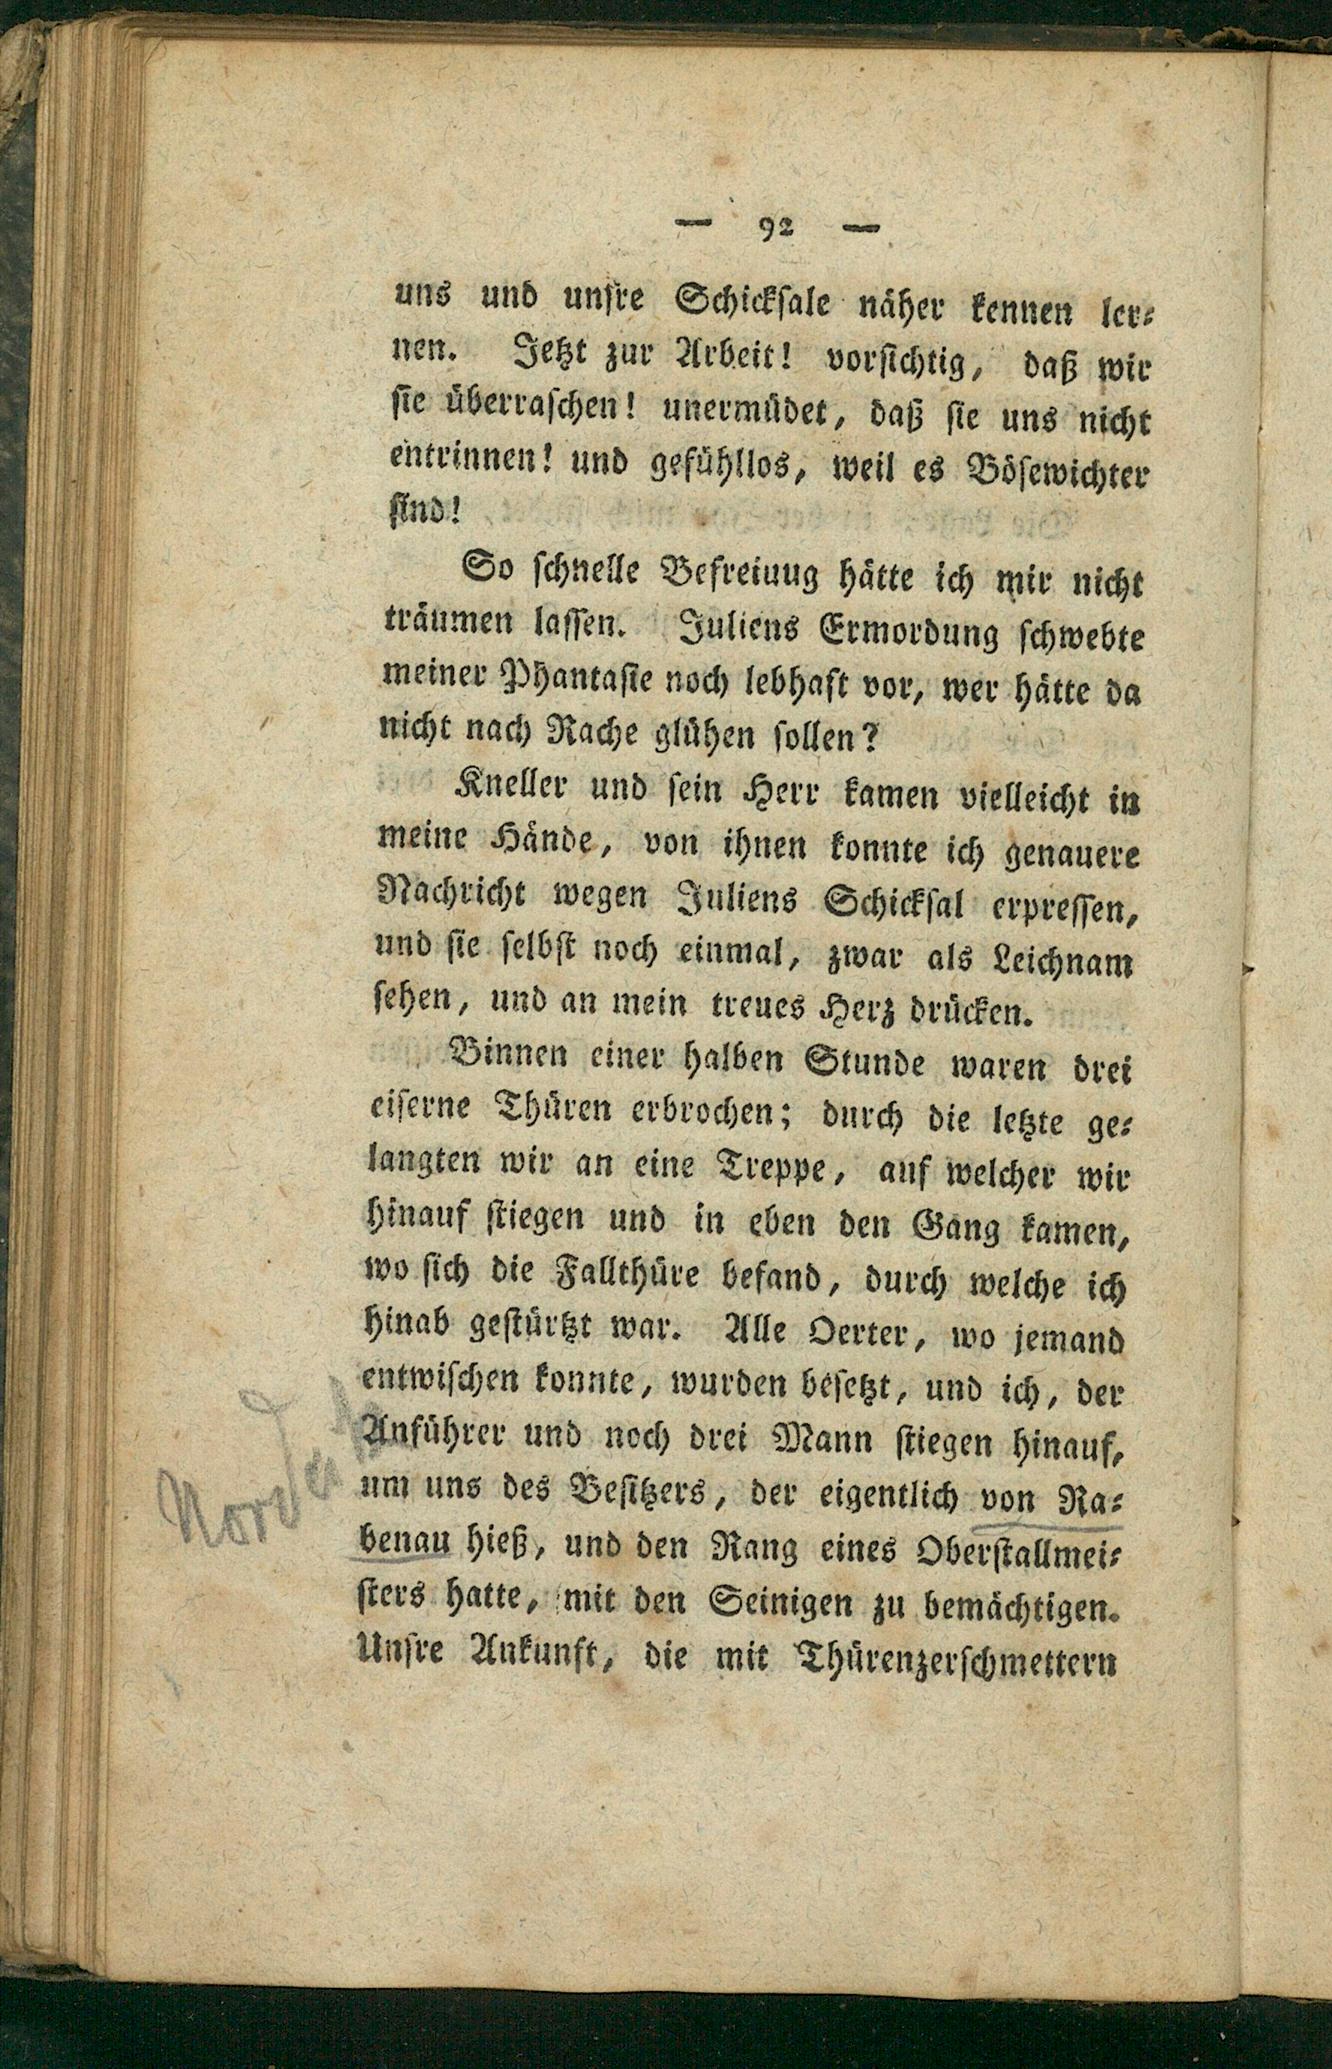 — 92 —
uns und unsre Schicksale näher kennen ler-
nen. Jetzt zur Arbeit! vorsichtig, daß wir
sie überraschen! unermüdet, daß sie uns nicht
entrinnen! und gefühllos, weil es Bösewichter
sind!
So schnelle Befreiuug hätte ich mir nicht
träumen lassen. Juliens Ermordung schwebte
meiner Phantasie noch lebhaft vor, wer hätte da
nicht nach Rache glühen sollen?
Kneller und sein Herr kamen vielleicht in
meine Hände, von ihnen konnte ich genauere
Nachricht wegen Juliens Schicksal erpressen,
und sie selbst noch einmal, zwar als Leichnam
sehen, und an mein treues Herz drücken.
Binnen einer halben Stunde waren drei
eiserne Thüren erbrochen; durch die letzte ge-
langten wir an eine Treppe, auf welcher wir
hinauf stiegen und in eben den Gang kamen,
wo sich die Fallthüre befand, durch welche ich
hinab gestürtzt war. Alle Oerter, wo jemand
entwischen konnte, wurden besetzt, und ich, der
Anführer und noch drei Mann stiegen hinauf,
um uns des Besitzers, der eigentlich von Ra-
benau hieß, und den Rang eines Oberstallmei-
sters hatte, mit den Seinigen zu bemächtigen.
Unsre Ankunft, die mit Thürenzerschmettern